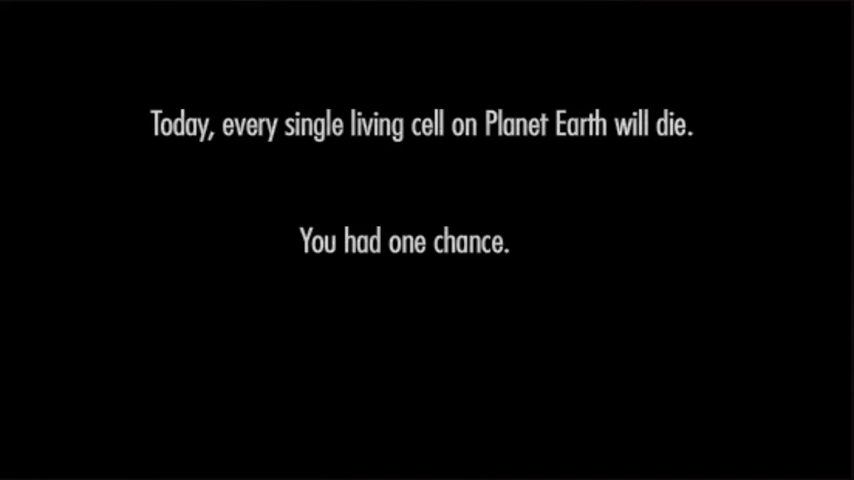 Today, every single living cell on Planet Earth will die.
You had one chance.